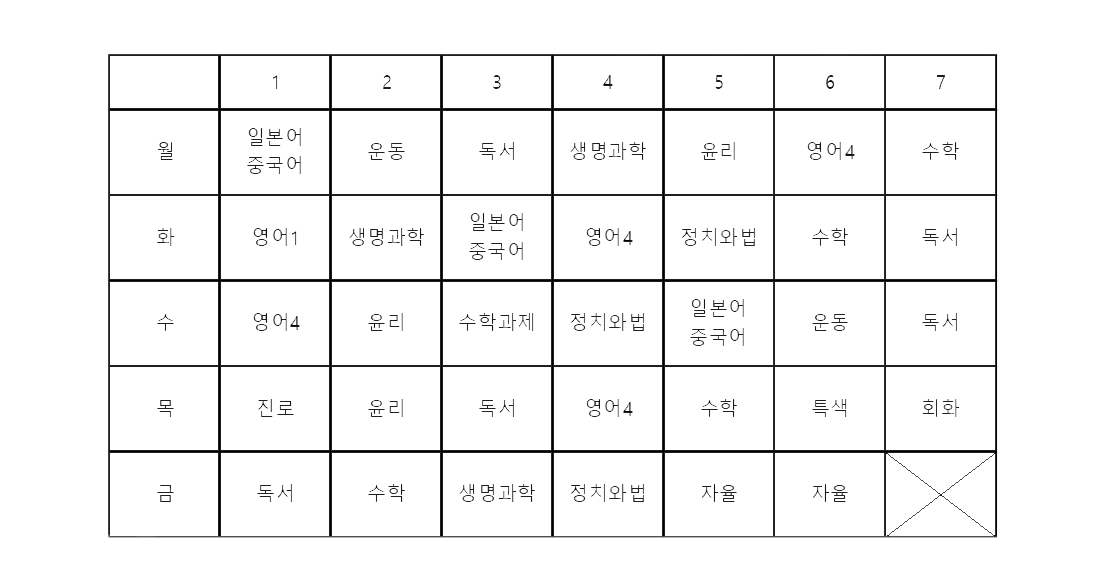 1 2 3 4 5 6 7
월 일본어 중국어 운동 독서 생명과학 윤리 영어4 수학
화 영어1 생명과학 일본어 중국어 영어4 정치와법 수학 독서
수 영어4 윤리 수학과제 정치와법 일본어 중국어 운동 독서
목 진로 윤리 독서 영어4 수학 특색 회화
금 독서 수학 생명과학 정치와법 자율 자율